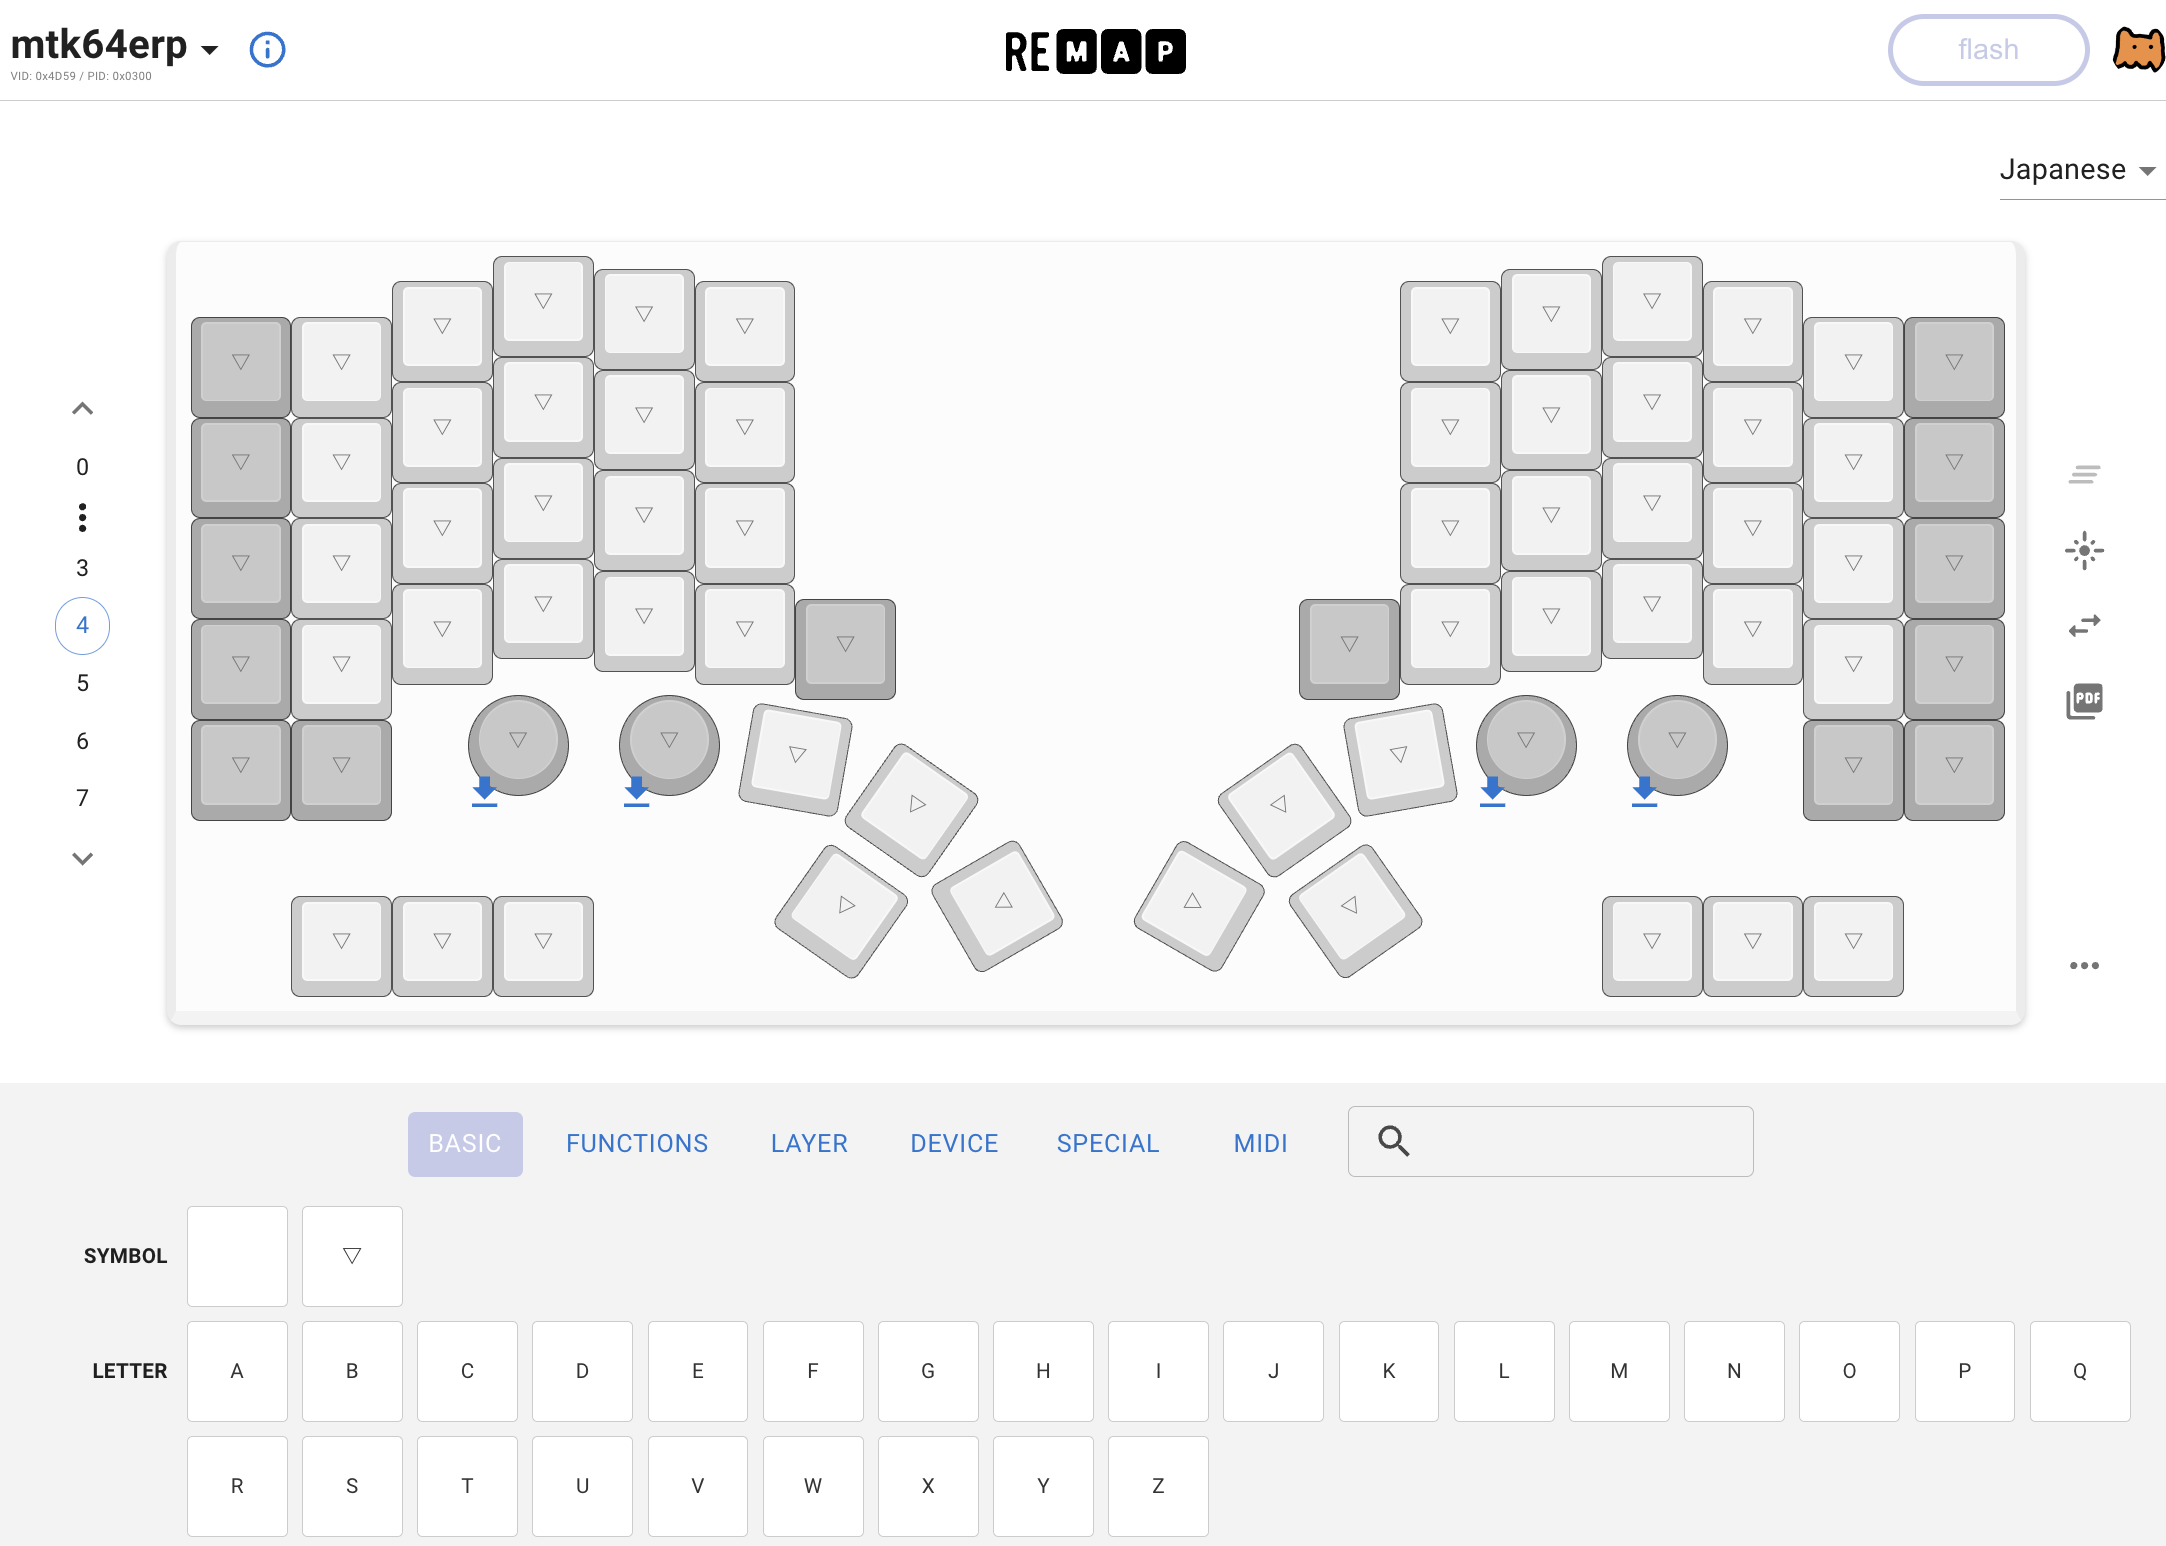 mtk64erp
VID: 0x4D59 / PID: 0x0300
REMAP
flash
Japanese
0
3
4
5
6
7
PDF
BASIC FUNCTIONS LAYER DEVICE SPECIAL MIDI
SYMBOL ▽
LETTER A B C D E F G H I J K L M N O P Q
R S T U V W X Y Z